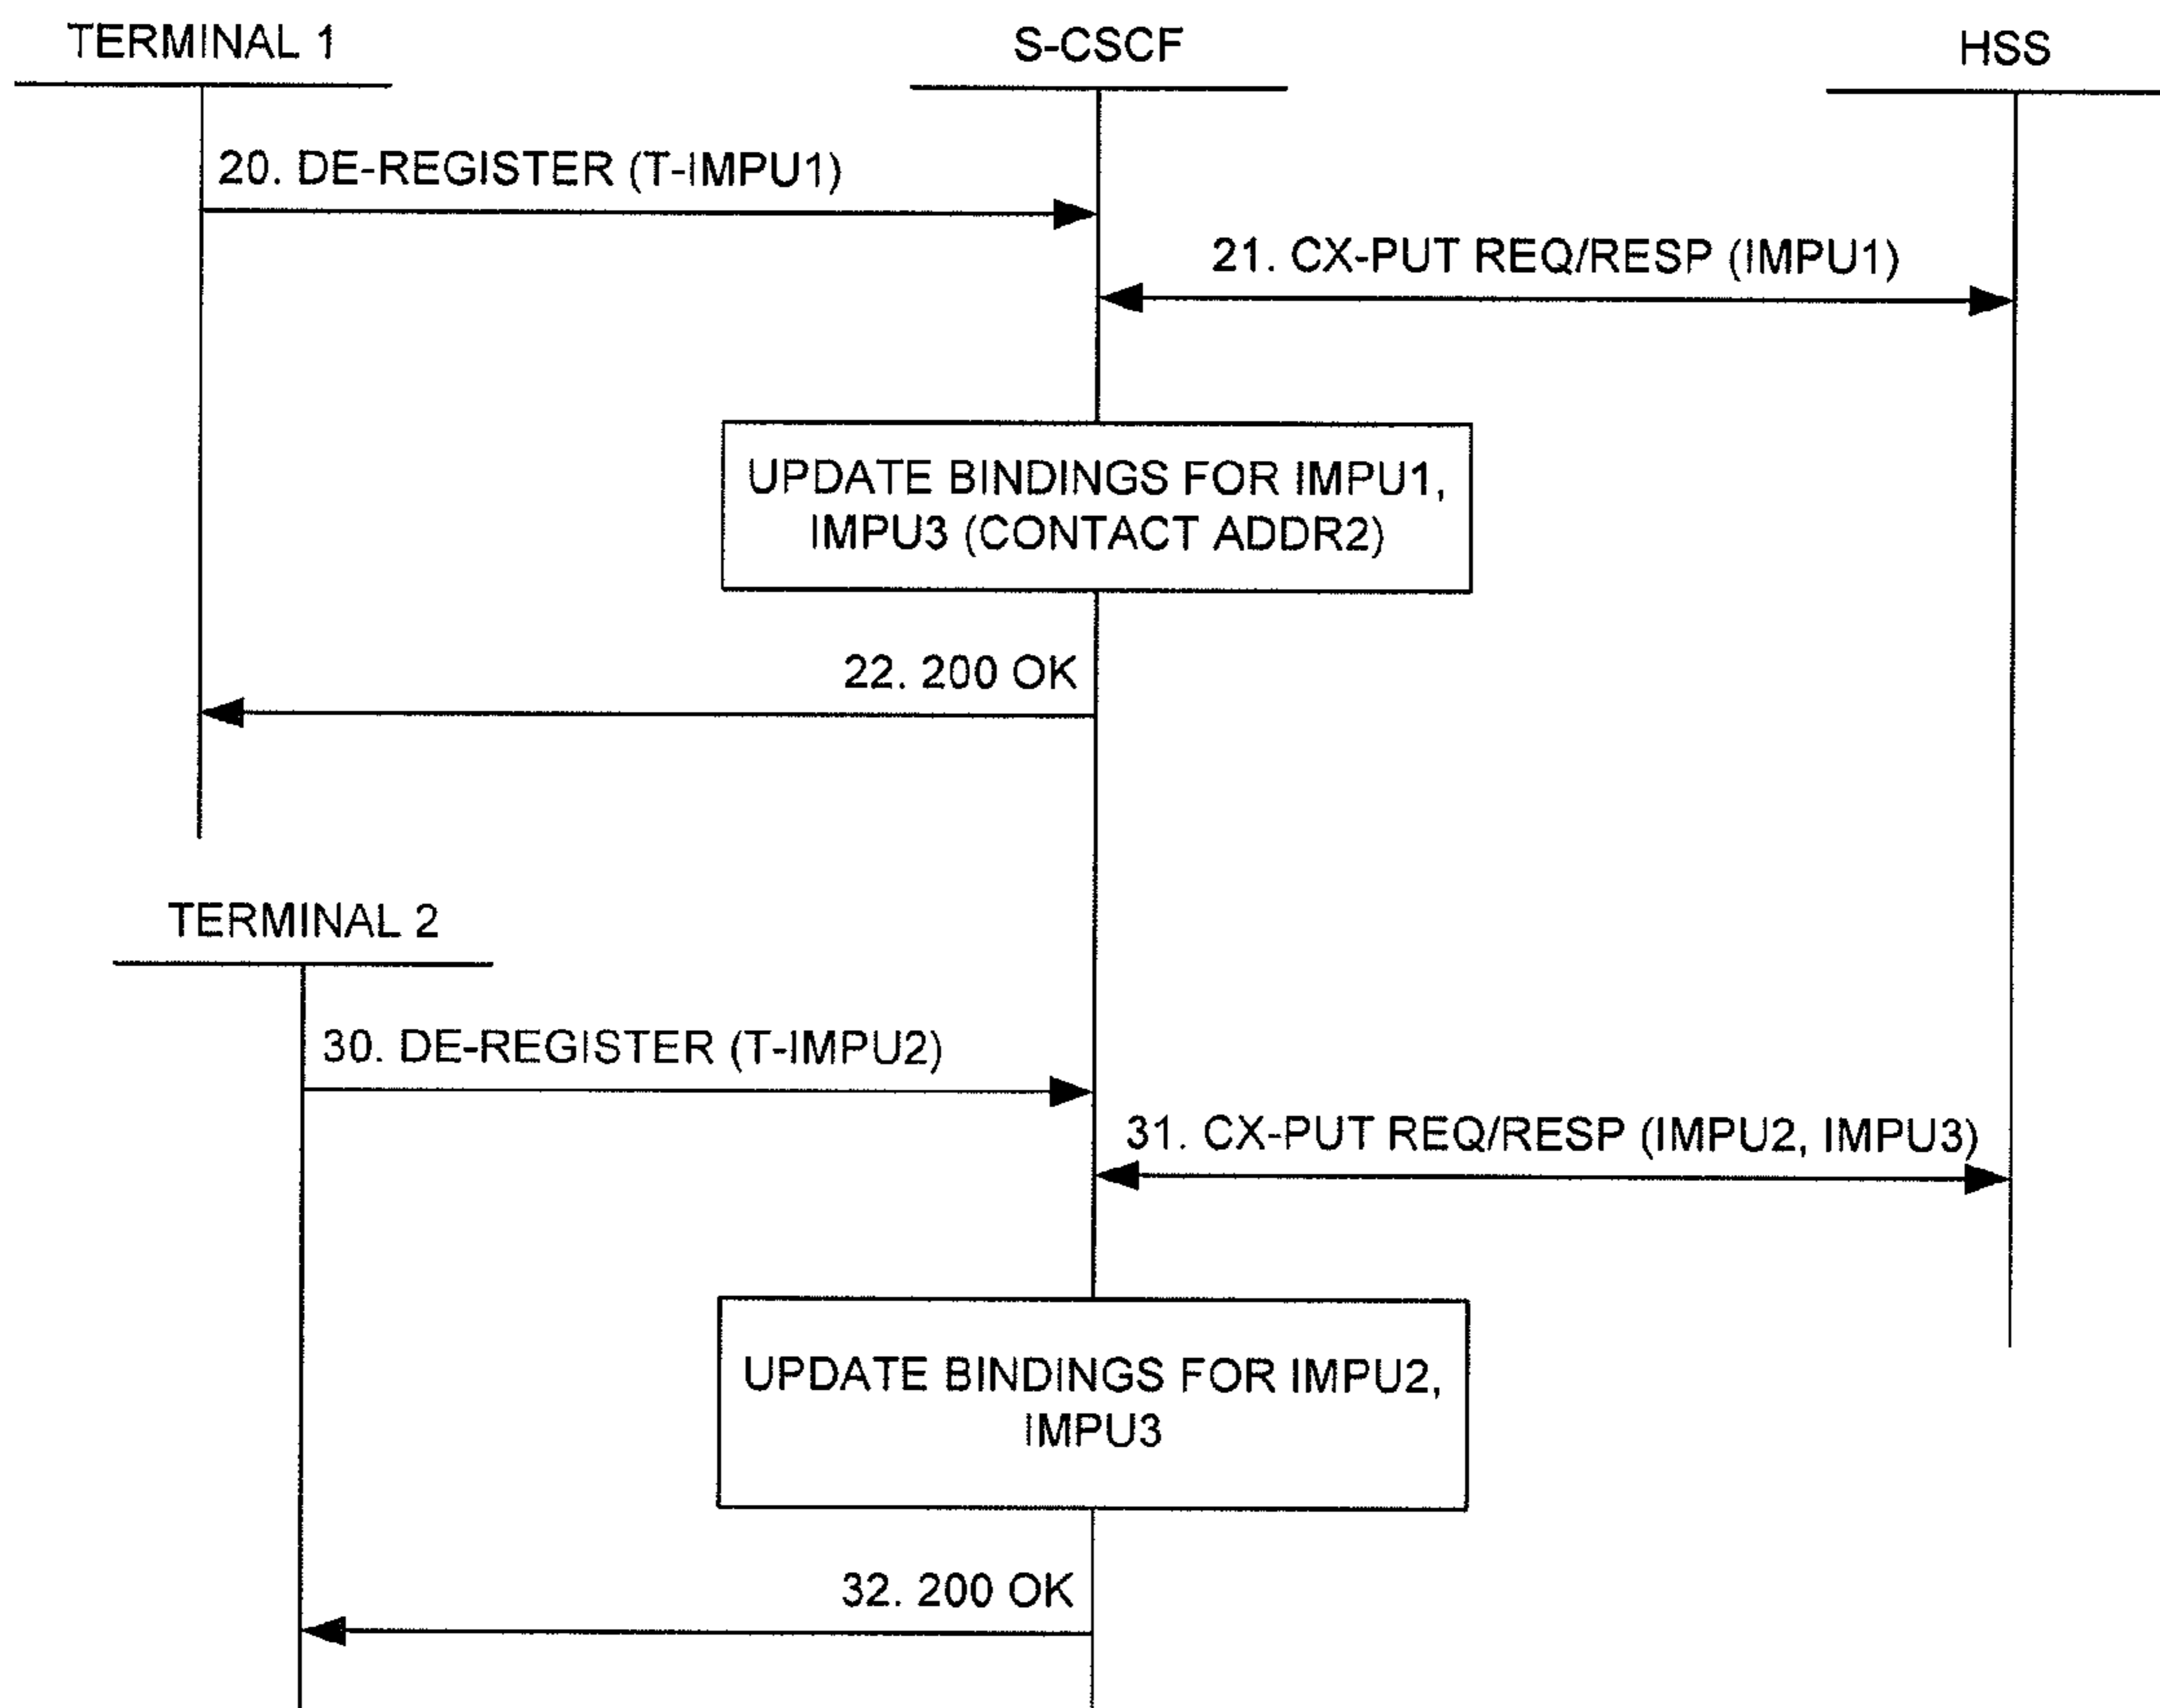 TERMINAL 1
S-CSCF
HSS
20. DE-REGISTER (T-IMPU1)
21. CX-PUT REQ/RESP (IMPU1)
UPDATE BINDINGS FOR IMPU1,
IMPU3 (CONTACT ADDR2)
22. 200 OK
TERMINAL 2
30. DE-REGISTER (T-IMPU2)
31. CX-PUT REQ/RESP (IMPU2, IMPU3)
UPDATE BINDINGS FOR IMPU2,
IMPU3
32. 200 OK